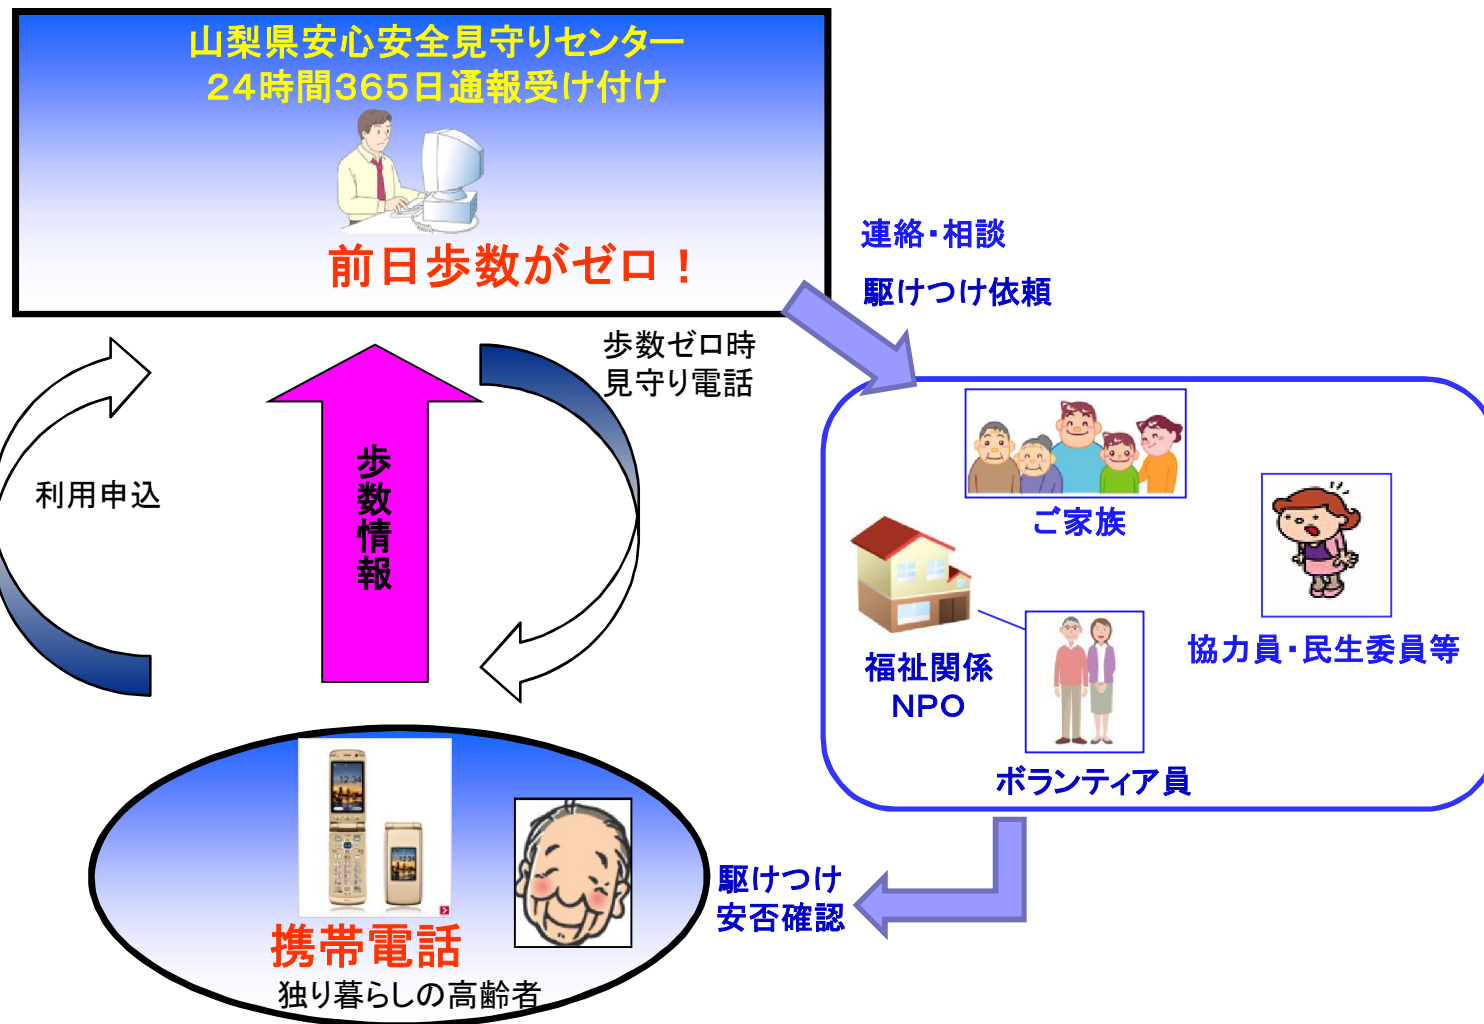 山梨県安心安全見守りセンター
24時間365日通報受け付け
前日歩数がゼロ!
連絡・相談
駆けつけ依頼
歩数ゼロ時
見守り電話
利用申込
歩数情報
ご家族
福祉関係
NPO
協力員・民生委員等
ボランティア員
駆けつけ
安否確認
12:34
12:34
携帯電話
独り暮らしの高齢者